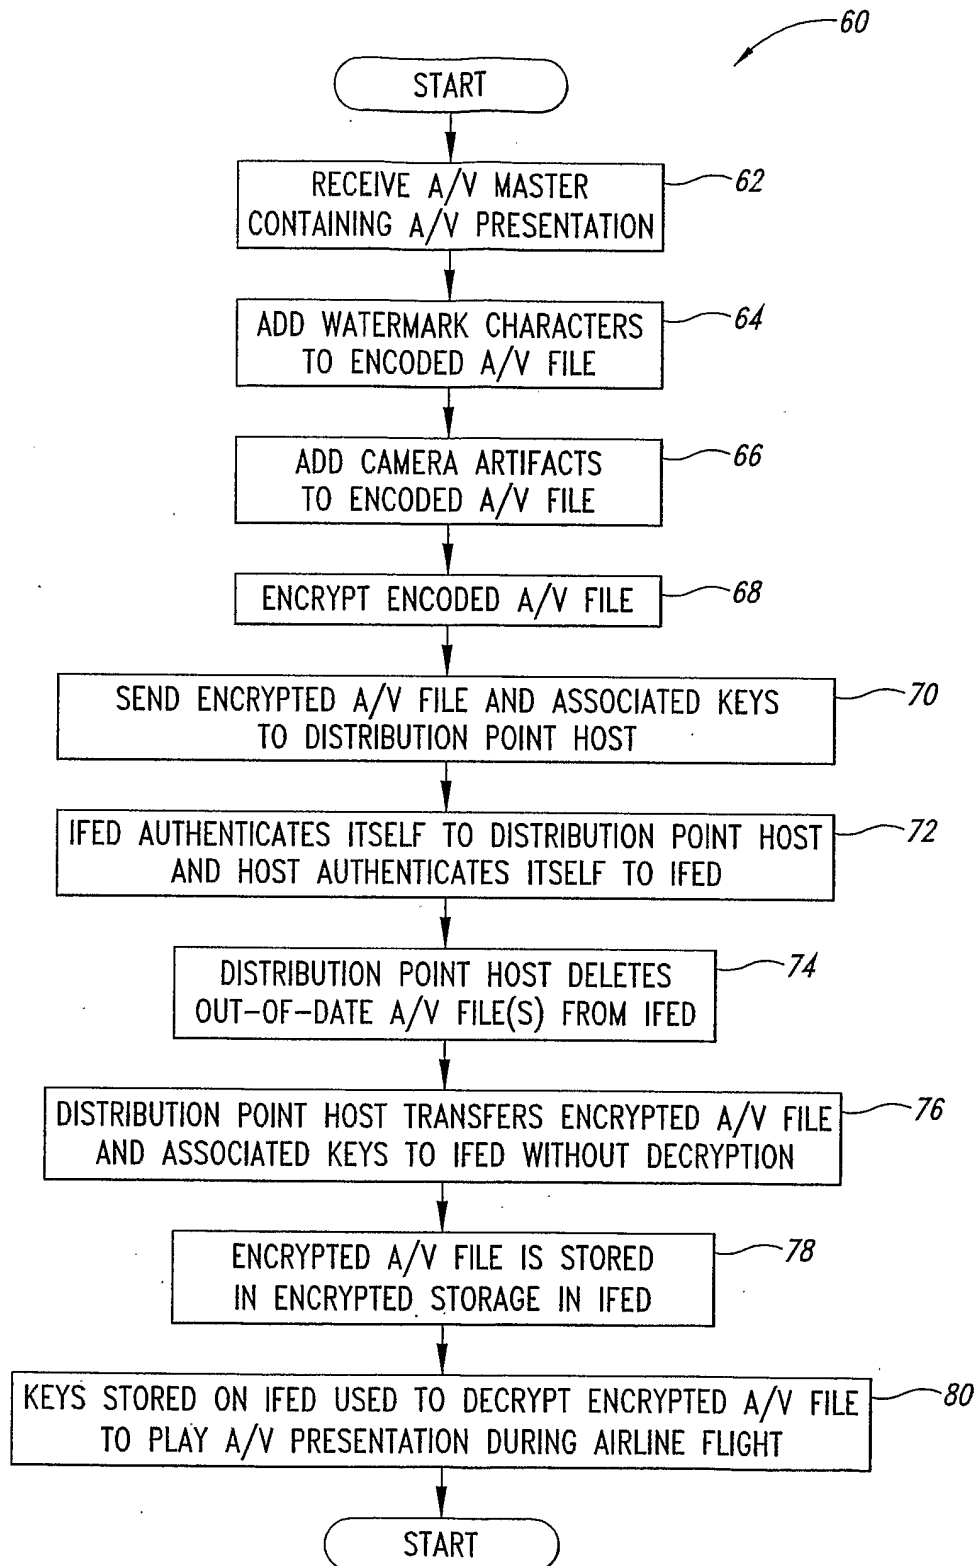 60
START
RECEIVE A/V MASTER
CONTAINING A/V PRESENTATION
62
ADD WATERMARK CHARACTERS
TO ENCODED A/V FILE
64
ADD CAMERA ARTIFACTS
TO ENCODED A/V FILE
66
ENCRYPT ENCODED A/V FILE
68
SEND ENCRYPTED A/V FILE AND ASSOCIATED KEYS
TO DISTRIBUTION POINT HOST
70
IFED AUTHENTICATES ITSELF TO DISTRIBUTION POINT HOST
AND HOST AUTHENTICATES ITSELF TO IFED
72
DISTRIBUTION POINT HOST DELETES
OUT-OF-DATE A/V FILE(S) FROM IFED
74
DISTRIBUTION POINT HOST TRANSFERS ENCRYPTED A/V FILE
AND ASSOCIATED KEYS TO IFED WITHOUT DECRYPTION
76
ENCRYPTED A/V FILE IS STORED
IN ENCRYPTED STORAGE IN IFED
78
KEYS STORED ON IFED USED TO DECRYPT ENCRYPTED A/V FILE
TO PLAY A/V PRESENTATION DURING AIRLINE FLIGHT
80
START